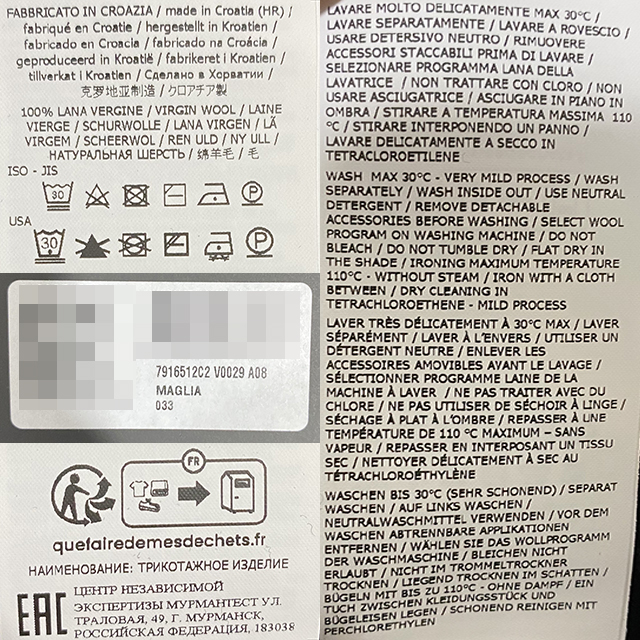 FABBRICATO IN CROAZIA / made in Croatia (HR) /
fabriqué en Croatie / hergestellt in Kroatien /
fabricado en Croacia / fabricado na Croácia /
geproduceerd in Kroatië / fabrikeret i Kroatien /
tillverkat i Kroatien / Сделано в Хорватии /
克罗地亚制造 / クロアチア製
100% LANA VERGINE / VIRGIN WOOL / LAINE
VIERGE / SCHURWOLLE / LANA VIRGEN / LÃ
VIRGEM / SCHEERWOL / REN ULD / NY ULL /
НАТУРАЛЬНАЯ ШЕРСТЬ / 绵羊毛 / 毛
ISO - JIS
30 P
USA
30 P
7916512C2 V0029 A08
MAGLIA
033
FR
quefairedemesdechets.fr
НАИМЕНОВАНИЕ: ТРИКОТАЖНОЕ ИЗДЕЛИЕ
EAC
ЦЕНТР НЕЗАВИСИМОЙ
ЭКСПЕРТИЗЫ МУРМАНТЕСТ УЛ.
ТРАЛОВАЯ, 49, Г. МУРМАНСК,
РОССИЙСКАЯ ФЕДЕРАЦИЯ, 183038
LAVARE MOLTO DELICATAMENTE MAX 30°C /
LAVARE SEPARATAMENTE / LAVARE A ROVESCIO /
USARE DETERSIVO NEUTRO / RIMUOVERE
ACCESSORI STACCABILI PRIMA DI LAVARE /
SELEZIONARE PROGRAMMA LANA DELLA
LAVATRICE / NON TRATTARE CON CLORO / NON
USARE ASCIUGATRICE / ASCIUGARE IN PIANO IN
OMBRA / STIRARE A TEMPERATURA MASSIMA 110
°C / STIRARE INTERPONENDO UN PANNO /
LAVARE DELICATAMENTE A SECCO IN
TETRACLOROETILENE
WASH MAX 30°C - VERY MILD PROCESS / WASH
SEPARATELY / WASH INSIDE OUT / USE NEUTRAL
DETERGENT / REMOVE DETACHABLE
ACCESSORIES BEFORE WASHING / SELECT WOOL
PROGRAM ON WASHING MACHINE / DO NOT
BLEACH / DO NOT TUMBLE DRY / FLAT DRY IN
THE SHADE / IRONING MAXIMUM TEMPERATURE
110°C - WITHOUT STEAM / IRON WITH A CLOTH
BETWEEN / DRY CLEANING IN
TETRACHLOROETHENE - MILD PROCESS
LAVER TRÈS DÉLICATEMENT À 30°C MAX / LAVER
SÉPARÉMENT / LAVER À L'ENVERS / UTILISER UN
DÉTERGENT NEUTRE / ENLEVER LES
ACCESSOIRES AMOVIBLES AVANT LE LAVAGE /
SÉLECTIONNER PROGRAMME LAINE DE LA
MACHINE À LAVER / NE PAS TRAITER AVEC DU
CHLORE / NE PAS UTILISER DE SÉCHOIR À LINGE /
SÉCHAGE À PLAT À L'OMBRE / REPASSER À UNE
TEMPÉRATURE DE 110 °C MAXIMUM – SANS
VAPEUR / REPASSER EN INTERPOSANT UN TISSU
SEC / NETTOYER DÉLICATEMENT À SEC AU
TÉTRACHLOROÉTHYLÈNE
WASCHEN BIS 30°C (SEHR SCHONEND) / SEPARAT
WASCHEN / AUF LINKS WASCHEN /
NEUTRALWASCHMITTEL VERWENDEN / VOR DEM
WASCHEN ABTRENNBARE APPLIKATIONEN
ENTFERNEN / WÄHLEN SIE DAS WOLLPROGRAMM
DER WASCHMASCHINE / BLEICHEN NICHT
ERLAUBT / NICHT IM TROMMELTROCKNER
TROCKNEN / LIEGEND TROCKNEN IM SCHATTEN /
BÜGELN MIT BIS ZU 110°C - OHNE DAMPF / EIN
TUCH ZWISCHEN KLEIDUNGSSTÜCK UND
BÜGELEISEN LEGEN / SCHONEND REINIGEN MIT
PERCHLORETHYLEN